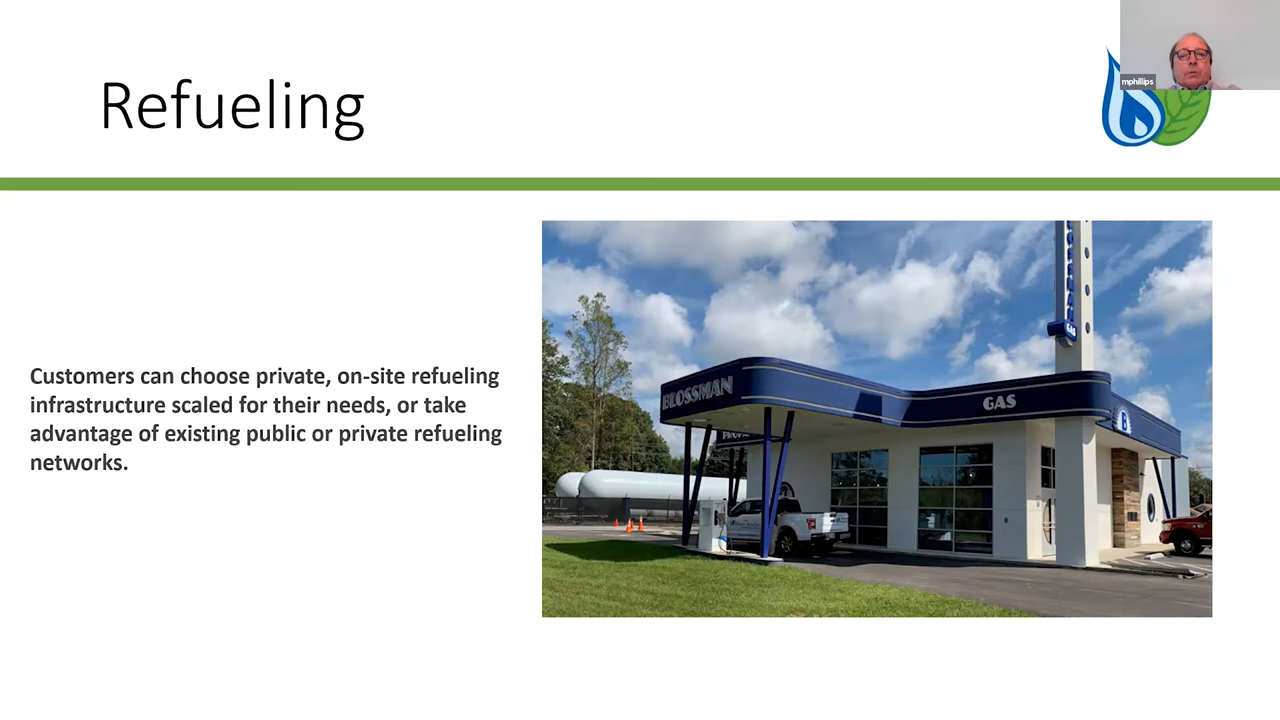 Refueling
mphillips
Customers can choose private, on-site refueling
infrastructure scaled for their needs, or take
advantage of existing public or private refueling
networks.
BLOSSMAN
GAS
GAS
B